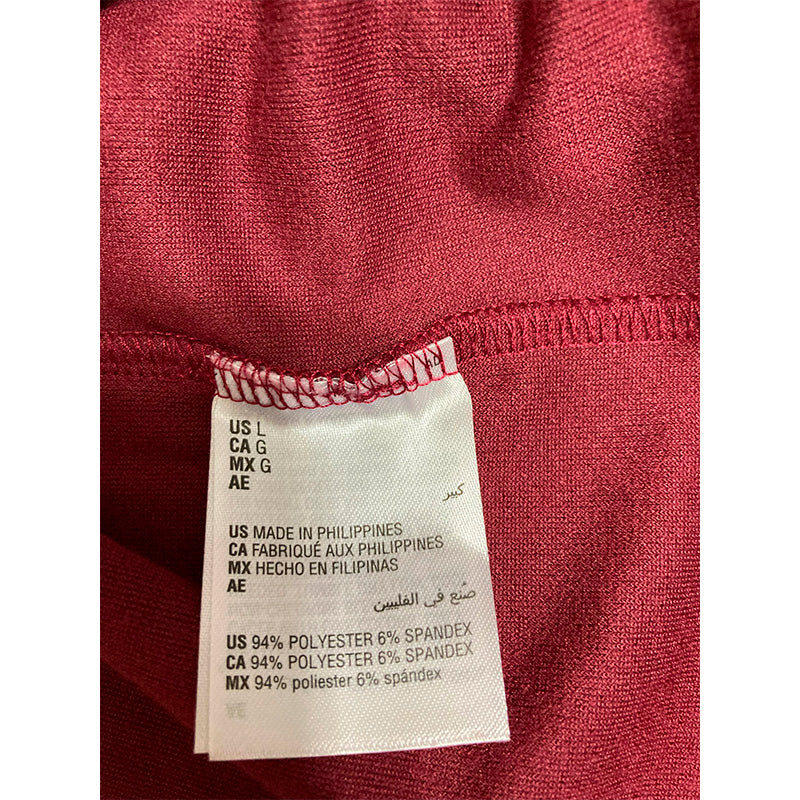 US L
CA G
MX G
AE
كبير
US MADE IN PHILIPPINES
CA FABRIQUÉ AUX PHILIPPINES
MX HECHO EN FILIPINAS
AE
صنع في الفليبين
US 94% POLYESTER 6% SPANDEX
CA 94% POLYESTER 6% SPANDEX
MX 94% poliester 6% spándex